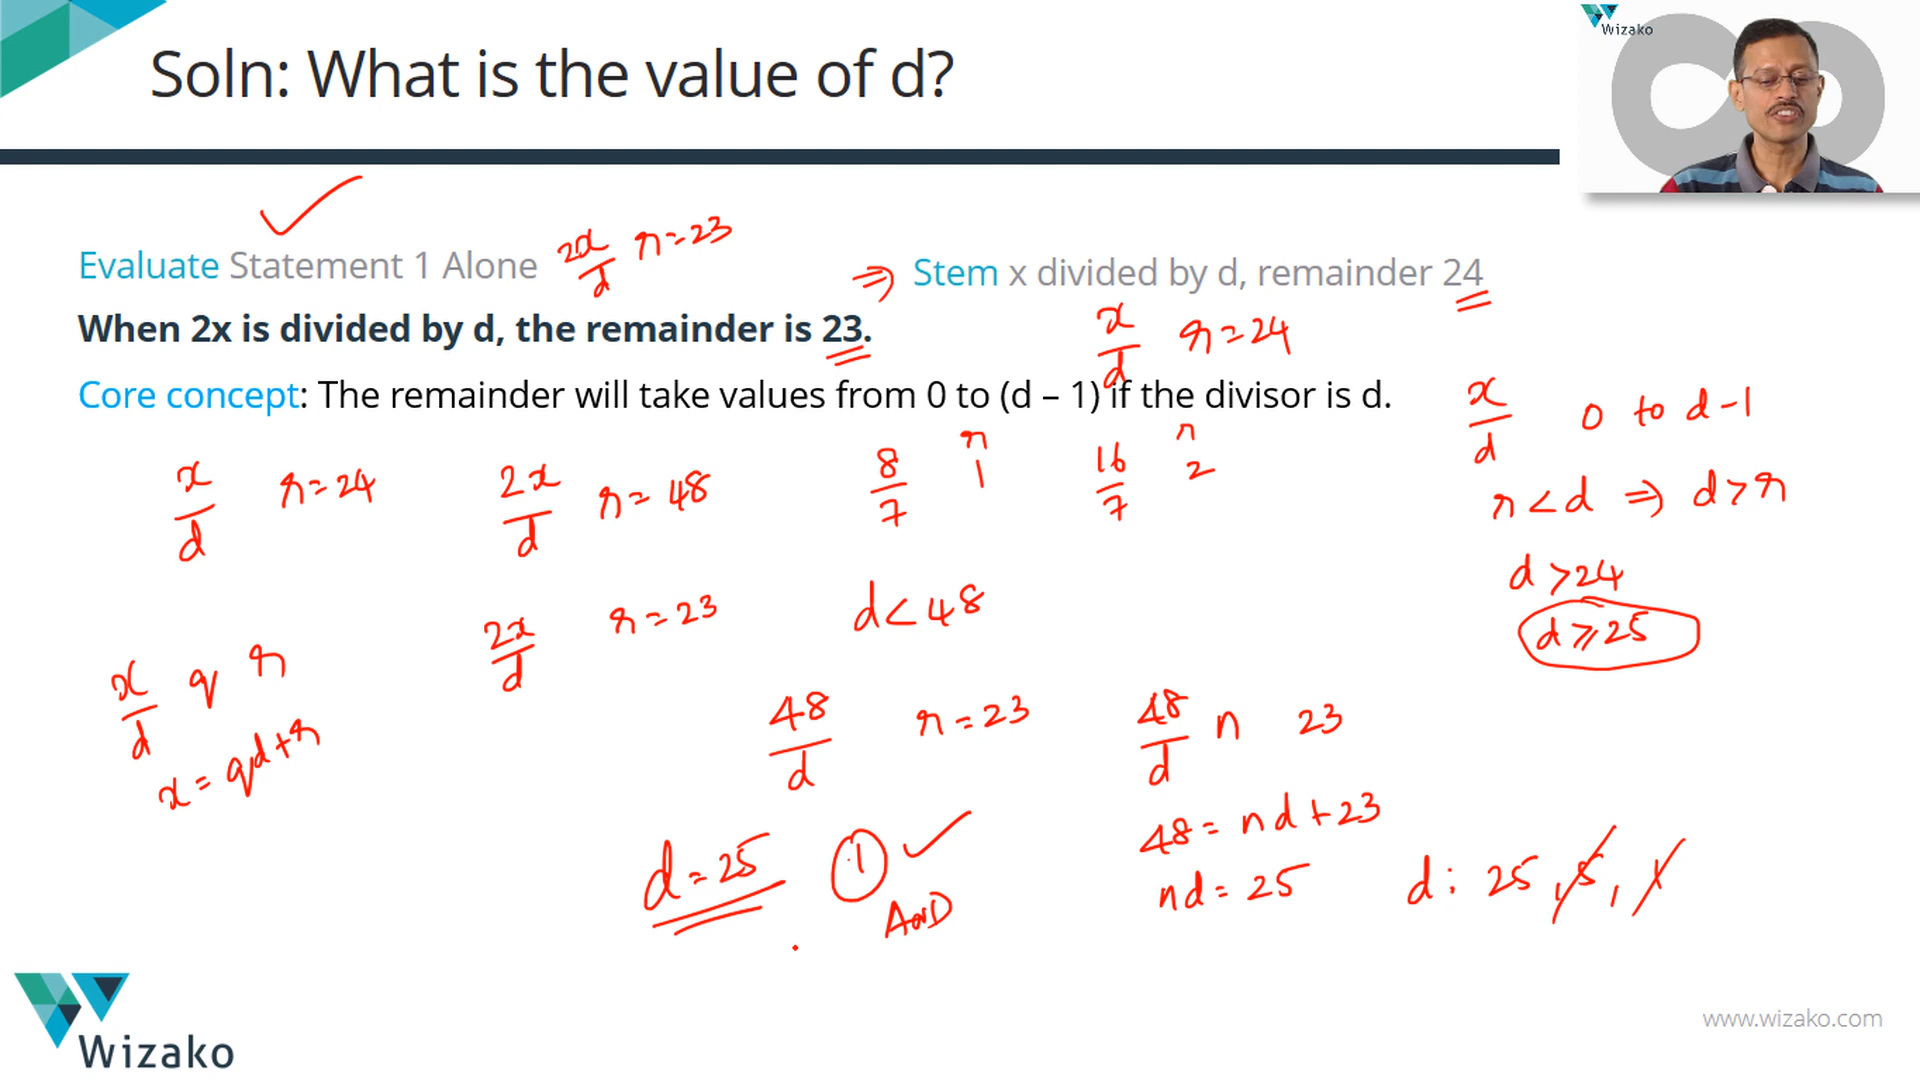 Soln: What is the value of d?
Wizako
Evaluate Statement 1 Alone
2x/d r = 23
⇒ Stem x divided by d, remainder 24
When 2x is divided by d, the remainder is 23.
x/d r = 24
Core concept: The remainder will take values from 0 to (d – 1) if the divisor is d.
x/d r = 24
2x/d r = 48
8/7 r 1
16/7 r 2
x/d 0 to d-1
r < d ⇒ d > r
d > 24
d ≥ 25
2x/d r = 23
d < 48
x/d q r
x = qd + r
48/d r = 23
48/d n 23
48 = nd + 23
nd = 25
d: 25, 5, 1
d = 25
1
AorD
Wizako
www.wizako.com